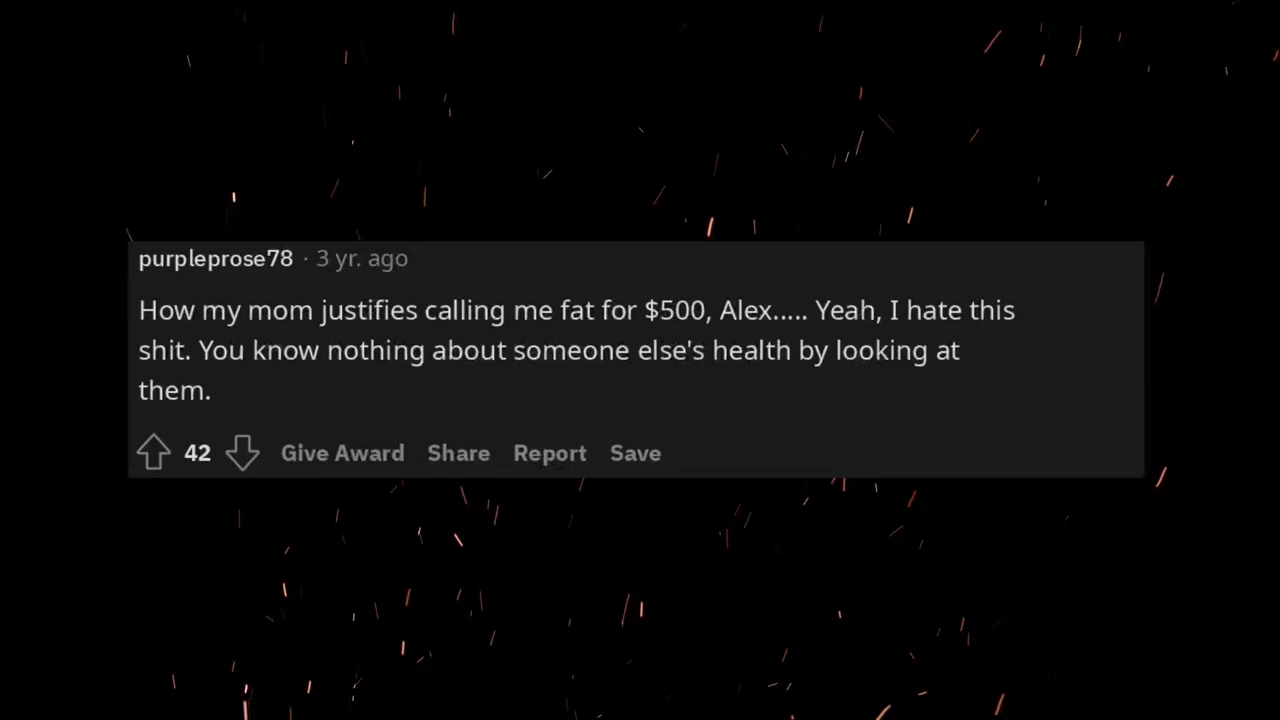 purpleprose78 · 3 yr. ago
How my mom justifies calling me fat for $500, Alex..... Yeah, I hate this
shit. You know nothing about someone else's health by looking at
them.
42 Give Award Share Report Save